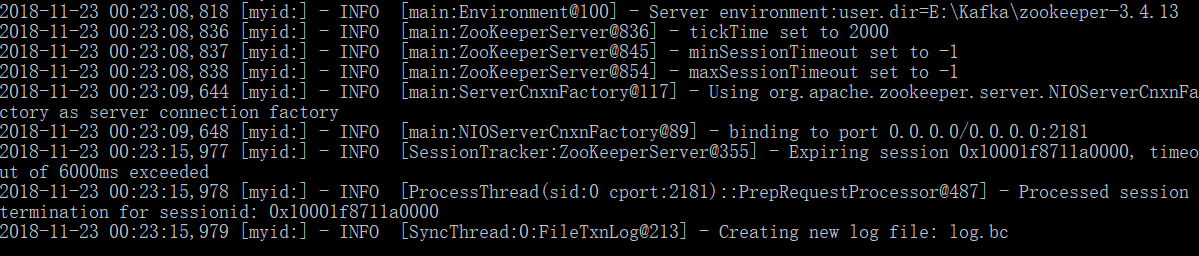 2018-11-23 00:23:08,818 [myid:] - INFO  [main:Environment@100] - Server environment:user.dir=E:\Kafka\zookeeper-3.4.13
2018-11-23 00:23:08,836 [myid:] - INFO  [main:ZooKeeperServer@836] - tickTime set to 2000
2018-11-23 00:23:08,837 [myid:] - INFO  [main:ZooKeeperServer@845] - minSessionTimeout set to -1
2018-11-23 00:23:08,838 [myid:] - INFO  [main:ZooKeeperServer@854] - maxSessionTimeout set to -1
2018-11-23 00:23:09,644 [myid:] - INFO  [main:ServerCnxnFactory@117] - Using org.apache.zookeeper.server.NIOServerCnxnFa
ctory as server connection factory
2018-11-23 00:23:09,648 [myid:] - INFO  [main:NIOServerCnxnFactory@89] - binding to port 0.0.0.0/0.0.0.0:2181
2018-11-23 00:23:15,977 [myid:] - INFO  [SessionTracker:ZooKeeperServer@355] - Expiring session 0x10001f8711a0000, timeo
ut of 6000ms exceeded
2018-11-23 00:23:15,978 [myid:] - INFO  [ProcessThread(sid:0 cport:2181)::PrepRequestProcessor@487] - Processed session
termination for sessionid: 0x10001f8711a0000
2018-11-23 00:23:15,979 [myid:] - INFO  [SyncThread:0:FileTxnLog@213] - Creating new log file: log.bc